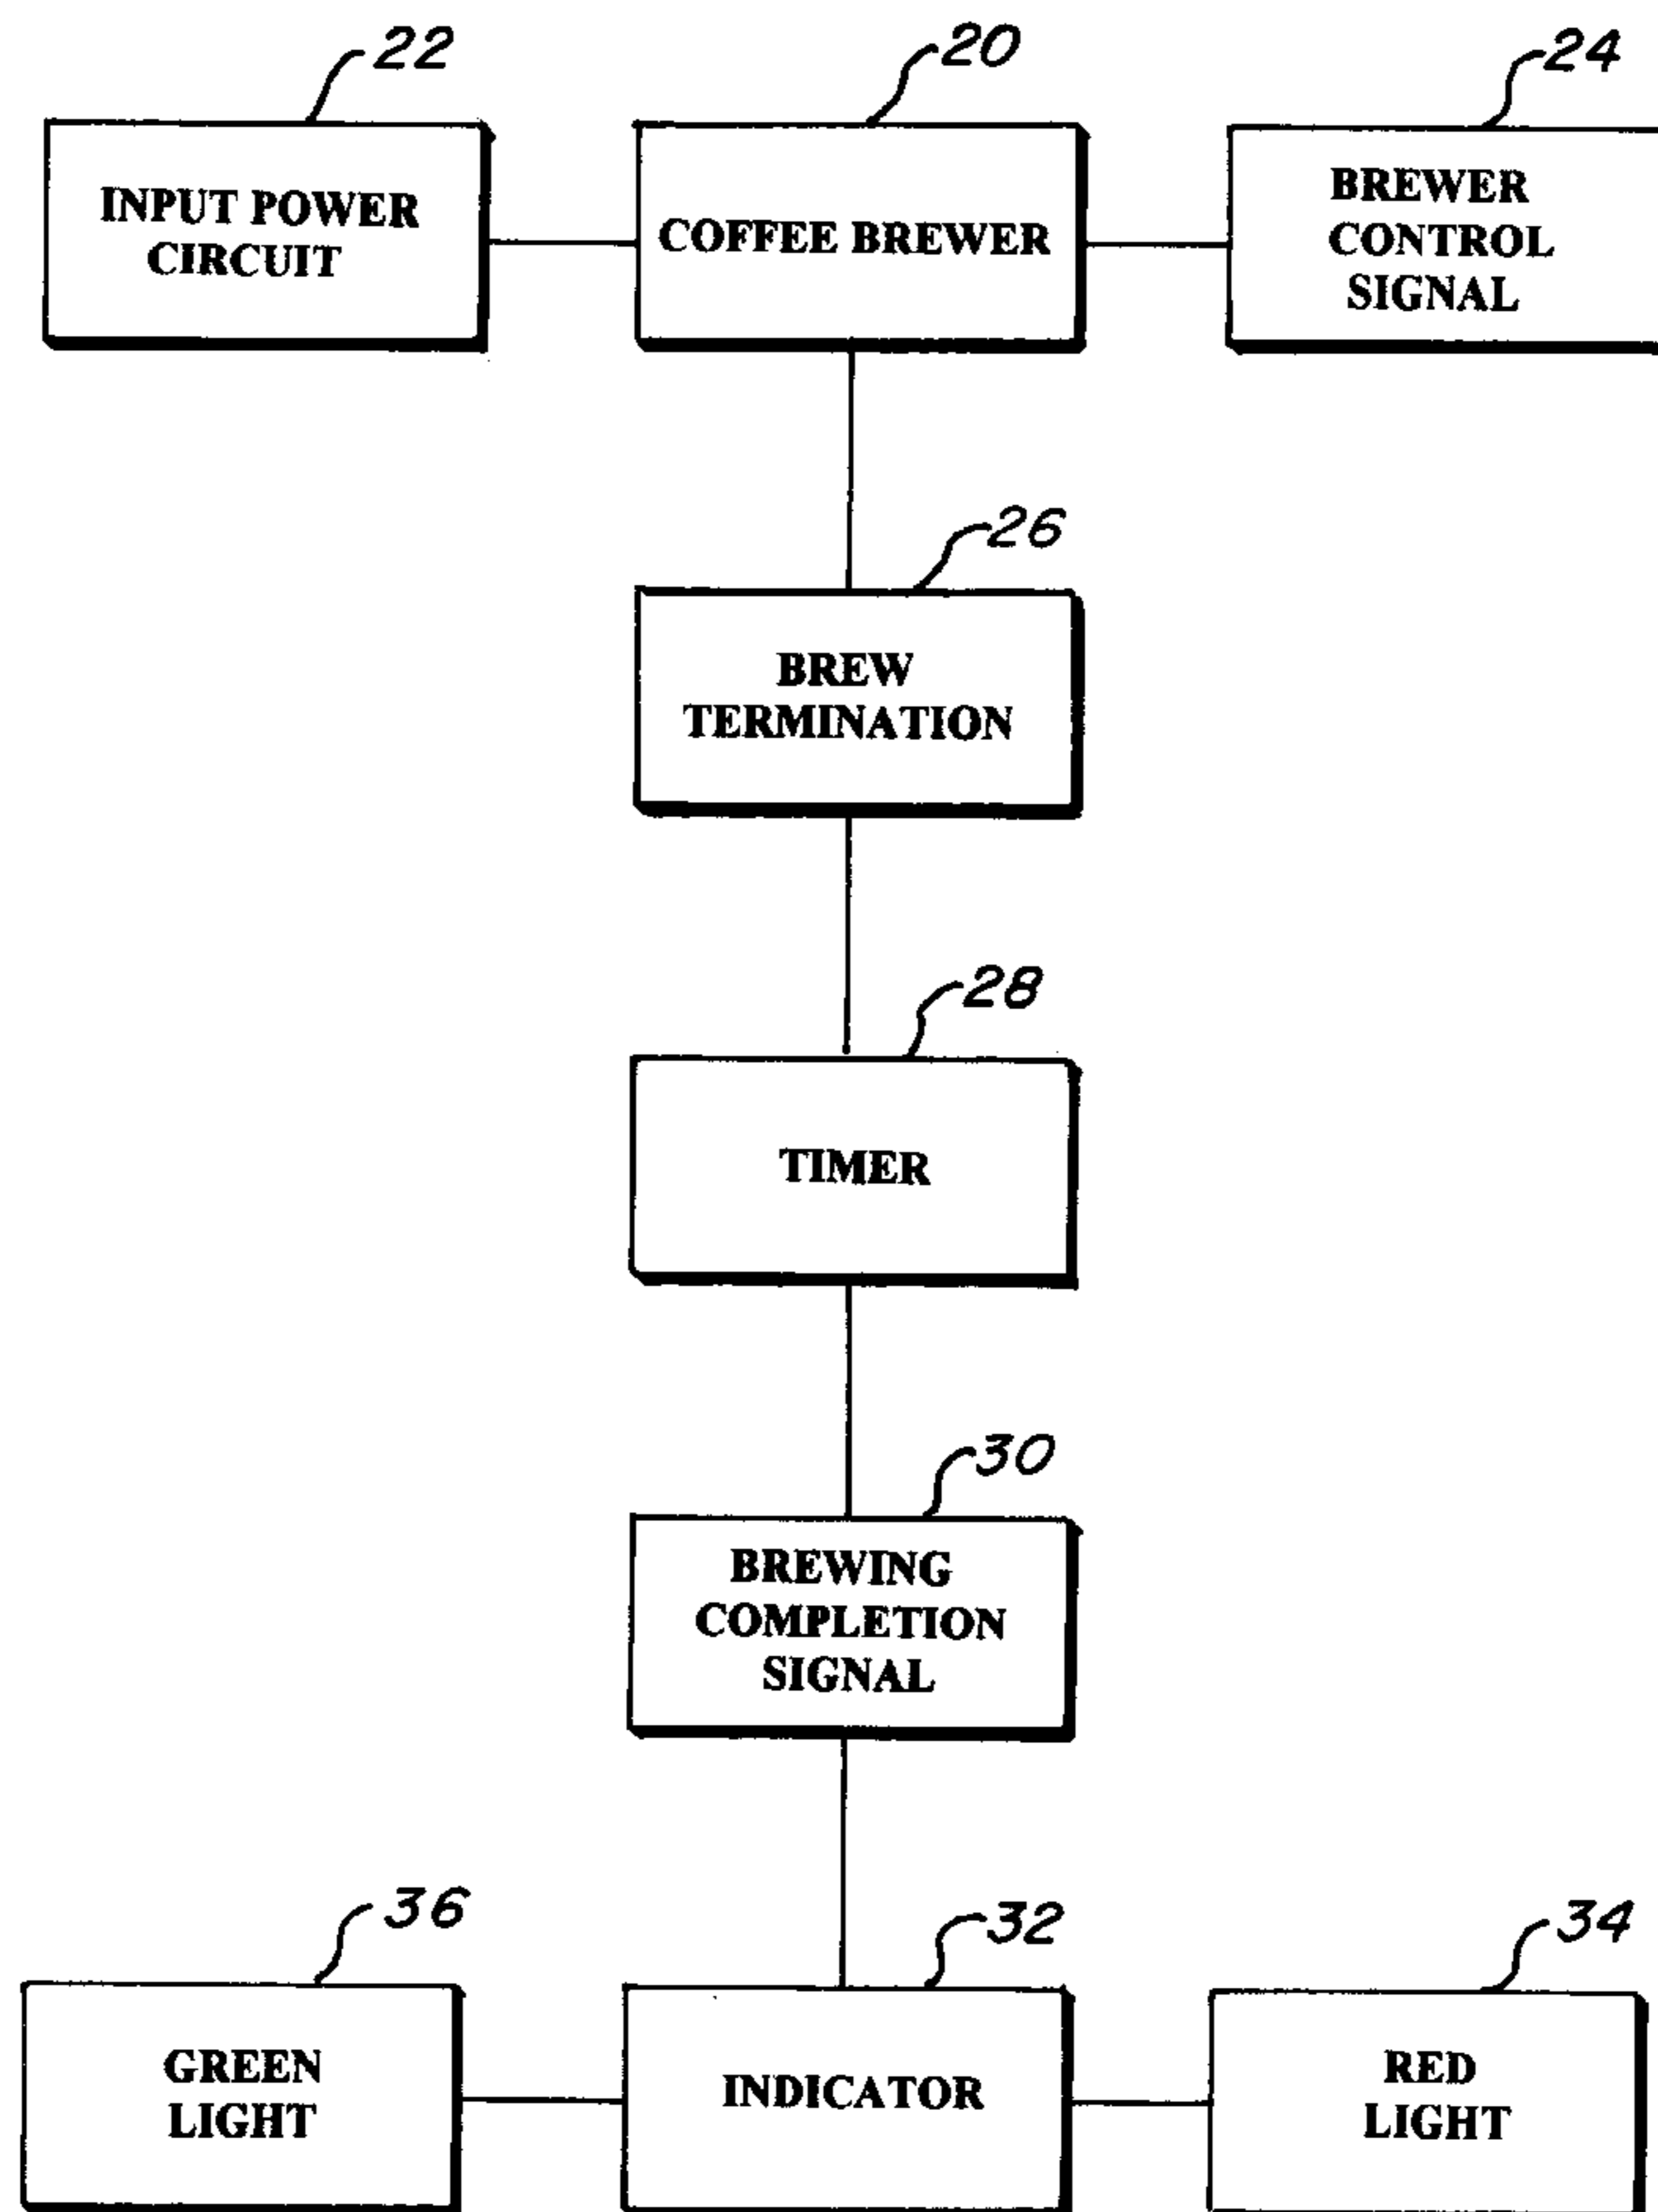 22
20
24
INPUT POWER
CIRCUIT
COFFEE BREWER
BREWER
CONTROL
SIGNAL
26
BREW
TERMINATION
28
TIMER
30
BREWING
COMPLETION
SIGNAL
36
32
34
GREEN
LIGHT
INDICATOR
RED
LIGHT